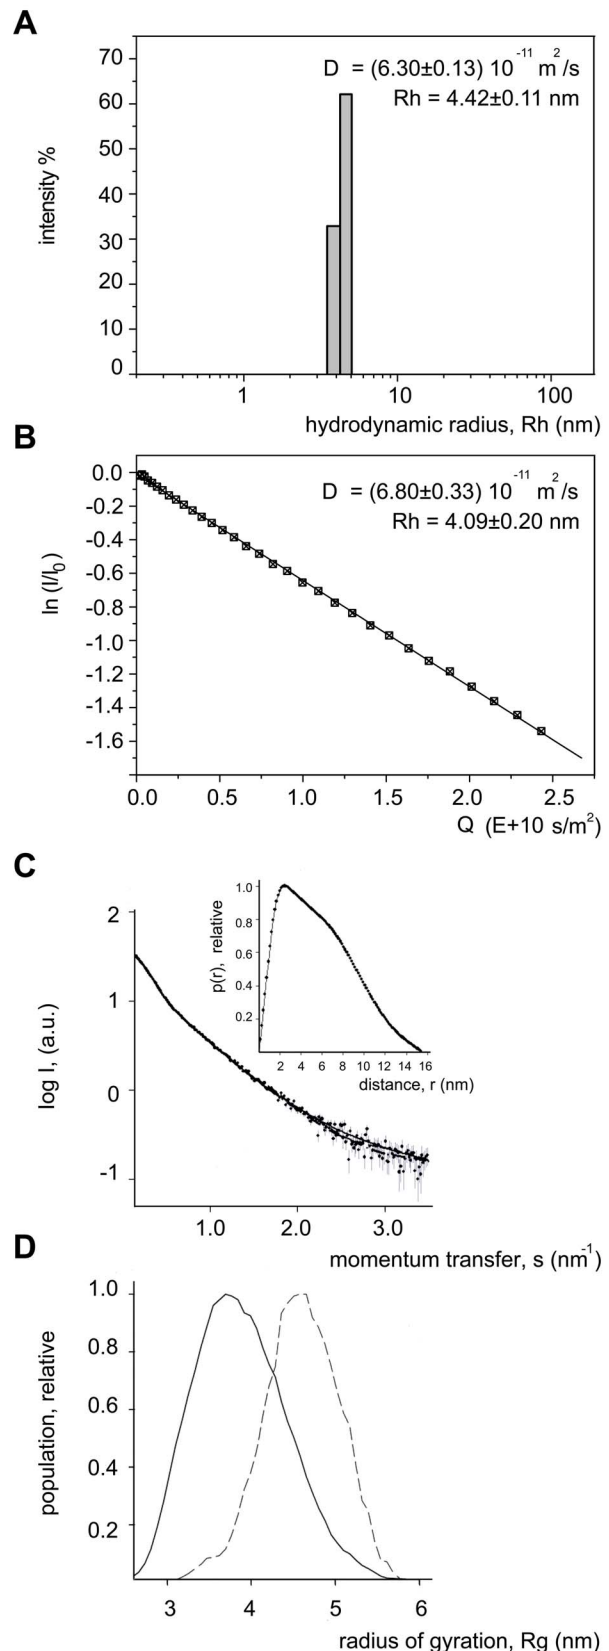 A
70
60
50
40
30
20
10
0
intensity %
D = (6.30±0.13) 10⁻¹¹ m²/s
Rh = 4.42±0.11 nm
1 10 100
hydrodynamic radius, Rh (nm)
B
0.0
-0.2
-0.4
-0.6
-0.8
-1.0
-1.2
-1.4
-1.6
ln (I/I₀)
D = (6.80±0.33) 10⁻¹¹ m²/s
Rh = 4.09±0.20 nm
0.0 0.5 1.0 1.5 2.0 2.5
Q (E+10 s/m²)
C
2
1
0
-1
log I, (a.u.)
1.0
0.8
0.6
0.4
0.2
p(r), relative
2 4 6 8 10 12 14 16
distance, r (nm)
1.0 2.0 3.0
momentum transfer, s (nm⁻¹)
D
1.0
0.8
0.6
0.4
0.2
population, relative
3 4 5 6
radius of gyration, Rg (nm)